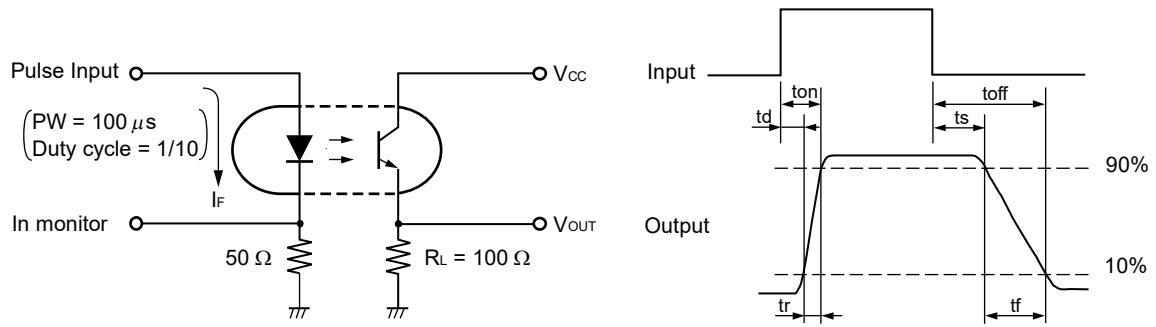 Pulse Input
PW = 100 μs
Duty cycle = 1/10
IF
In monitor
50 Ω
VCC
VOUT
RL = 100 Ω
Input
ton
toff
td
ts
90%
Output
10%
tr
tf